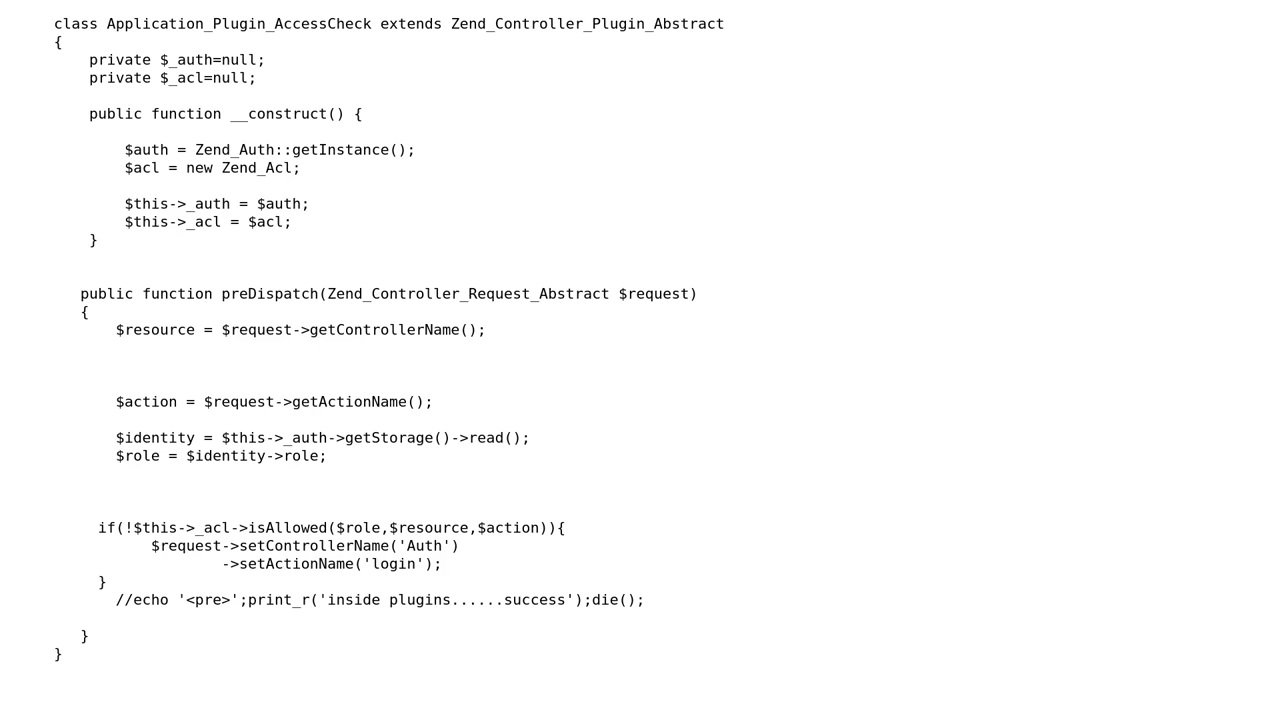 class Application_Plugin_AccessCheck extends Zend_Controller_Plugin_Abstract
{
    private $_auth=null;
    private $_acl=null;

    public function __construct() {

        $auth = Zend_Auth::getInstance();
        $acl = new Zend_Acl;

        $this->_auth = $auth;
        $this->_acl = $acl;
    }


   public function preDispatch(Zend_Controller_Request_Abstract $request)
   {
       $resource = $request->getControllerName();



       $action = $request->getActionName();

       $identity = $this->_auth->getStorage()->read();
       $role = $identity->role;



     if(!$this->_acl->isAllowed($role,$resource,$action)){
           $request->setControllerName('Auth')
                   ->setActionName('login');
     }
       //echo '<pre>';print_r('inside plugins......success');die();

   }
}